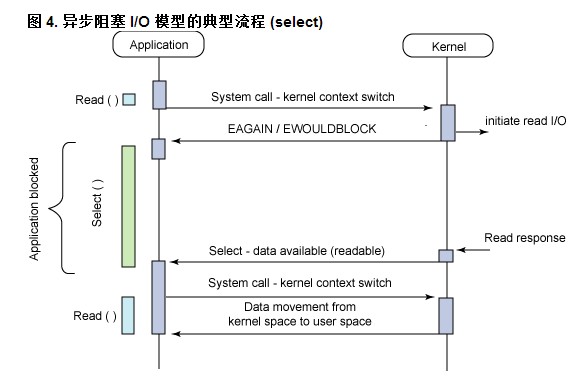 图 4. 异步阻塞 I/O 模型的典型流程 (select)
Application
Kernel
Read ( )
System call - kernel context switch
initiate read I/O
EAGAIN / EWOULDBLOCK
Application blocked
Select ( )
Read response
Select - data available (readable)
System call - kernel context switch
Read ( )
Data movement from
kernel space to user space